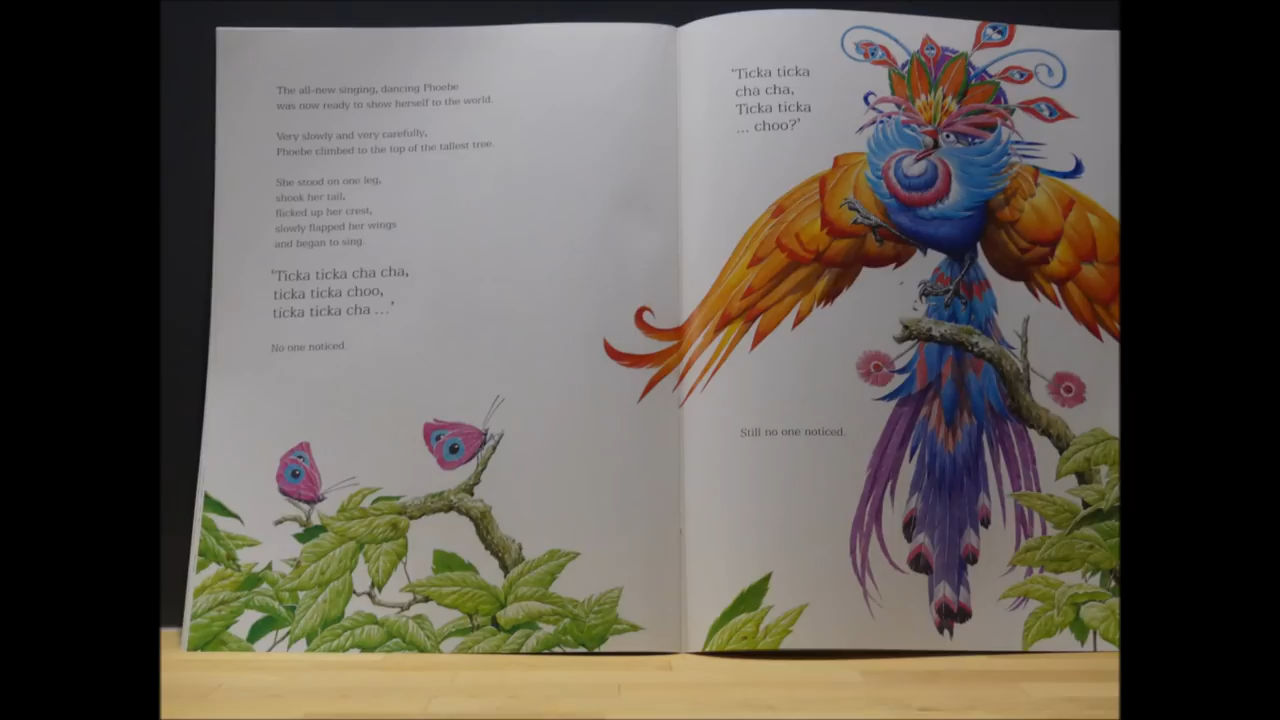 The all-new singing, dancing Phoebe
was now ready to show herself to the world.
Very slowly and very carefully,
Phoebe climbed to the top of the tallest tree.
She stood on one leg,
shook her tail,
flicked up her crest,
slowly flapped her wings
and began to sing.
‘Ticka ticka cha cha,
ticka ticka choo,
ticka ticka cha ...’
No one noticed.
‘Ticka ticka
cha cha,
Ticka ticka
... choo?’
Still no one noticed.